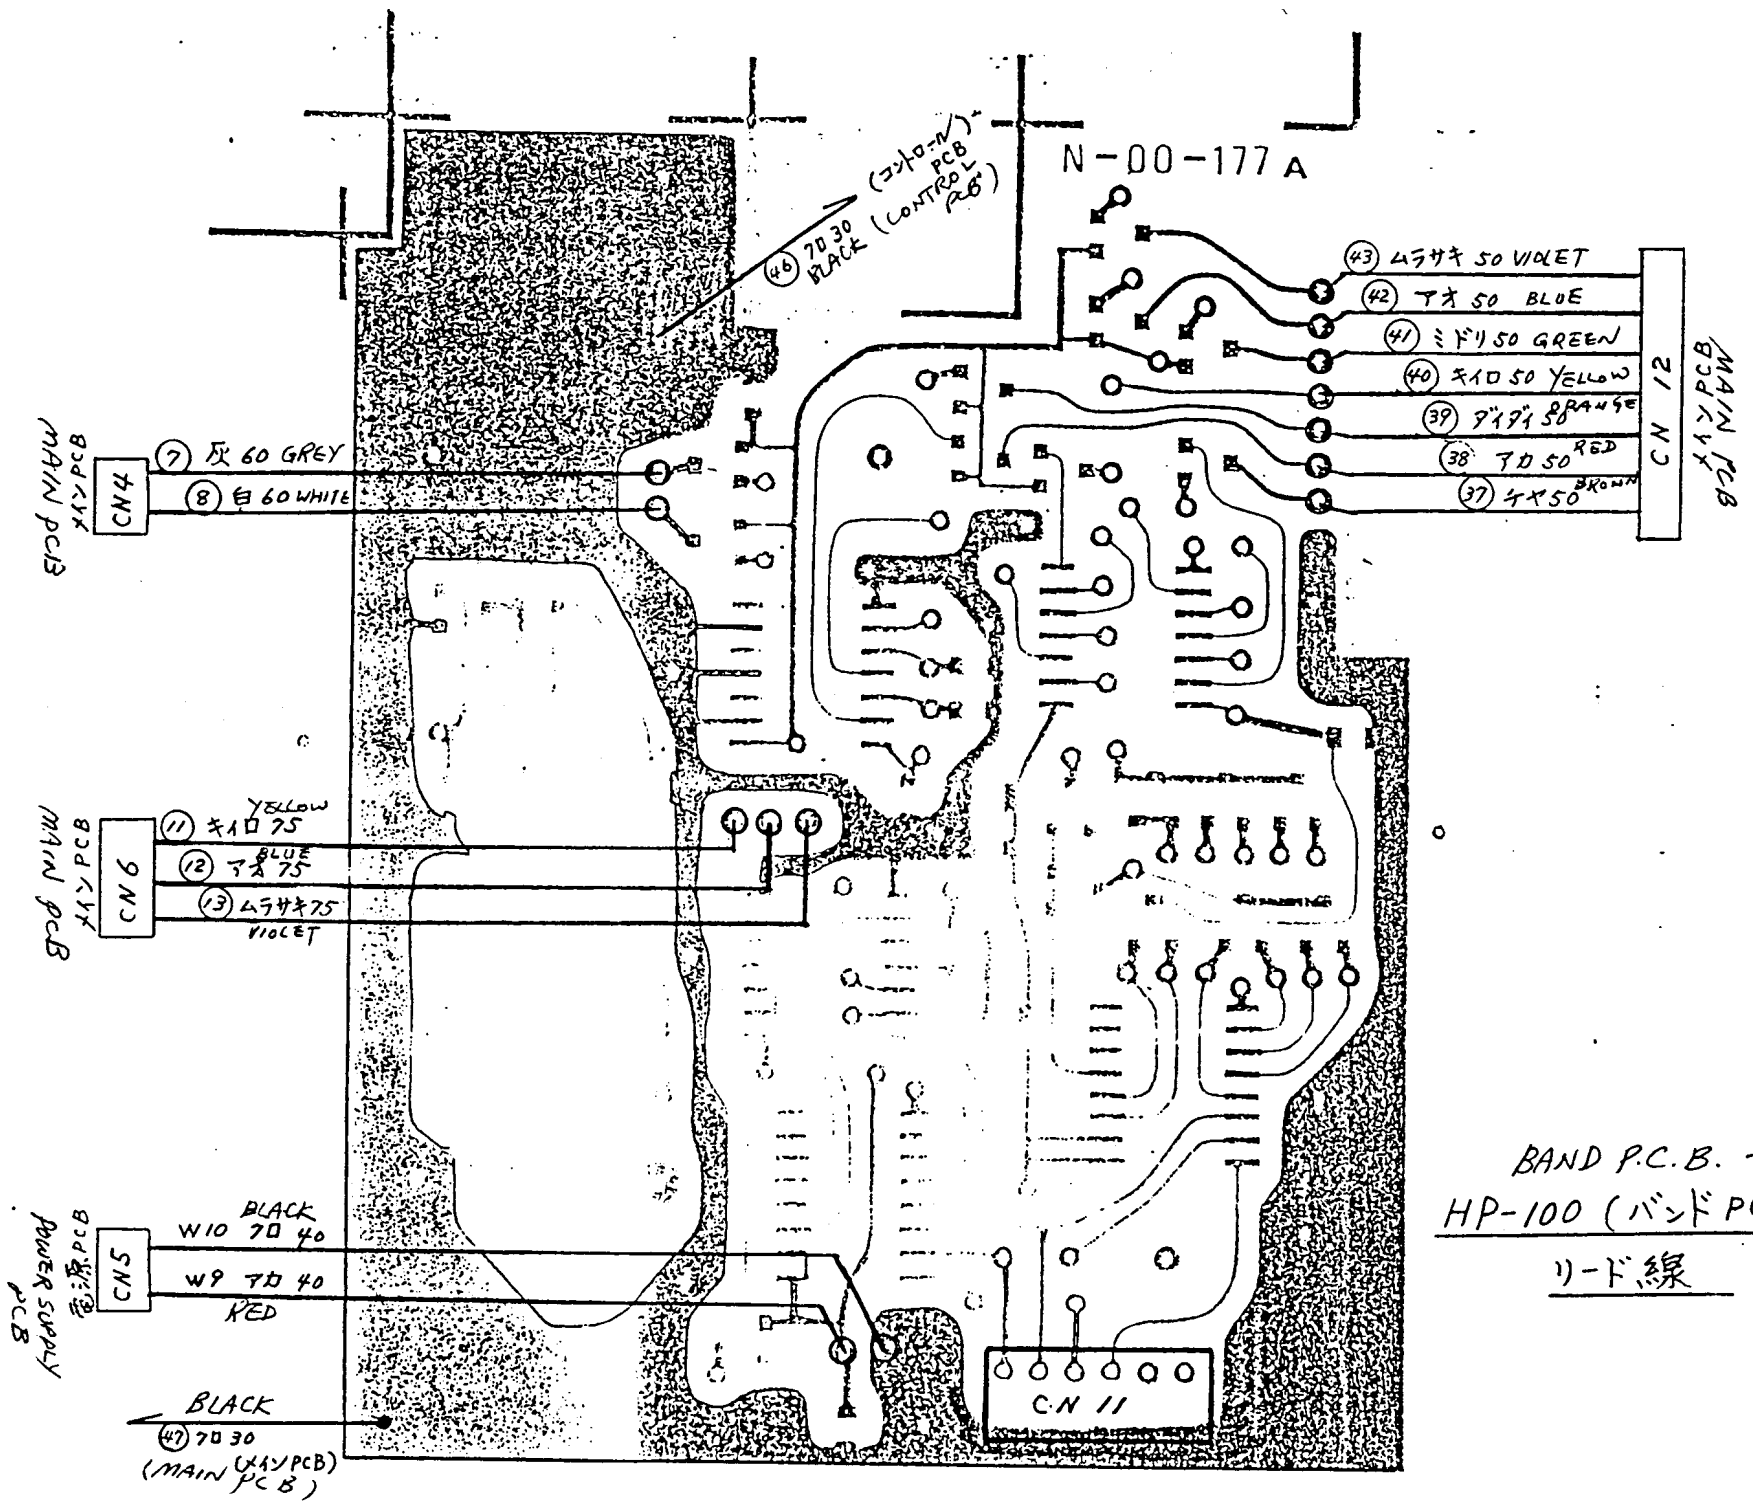 N-00-177A
(コントロール)
PCB
(CONTROL
PCB)
㊻ クロ 30
BLACK
㊸ ムラサキ 50 VIOLET
㊷ アオ 50 BLUE
㊶ ミドリ 50 GREEN
㊵ キイロ 50 YELLOW
㊴ ダイダイ 50 ORANGE
㊳ アカ 50 RED
㊲ チャ 50 BROWN
CN 12
メインPCB
MAIN PCB
⑦ 灰 60 GREY
⑧ 白 60 WHITE
CN4
メインPCB
MAIN PCB
YELLOW
⑪ キイロ 75
BLUE
⑫ アオ 75
⑬ ムラサキ 75
VIOLET
CN6
メインPCB
MAIN PCB
BLACK
W10 クロ 40
W9 アカ 40
RED
CN5
電源PCB
POWER SUPPLY
PCB
BLACK
㊼ クロ 30
(メインPCB)
(MAIN PCB)
CN 11
BAND P.C.B.
HP-100 (バンド PC
リード線